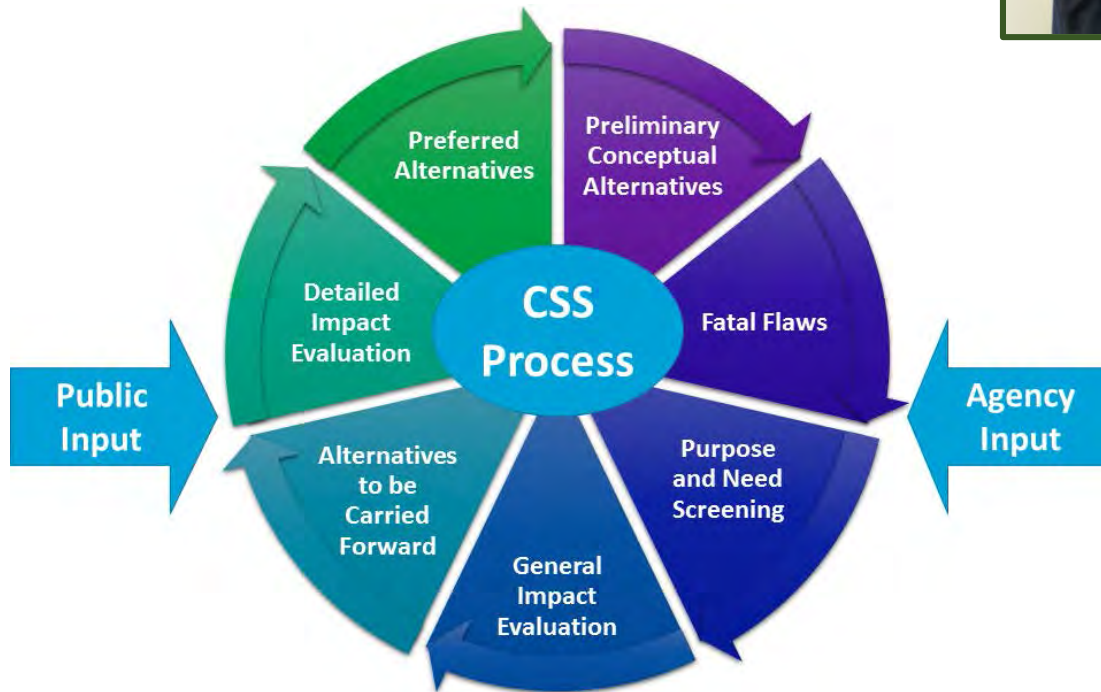 Preferred
Alternatives
Preliminary
Conceptual
Alternatives
Detailed
Impact
Evaluation
CSS
Process
Fatal Flaws
Public
Input
Agency
Input
Alternatives
to be
Carried
Forward
Purpose
and Need
Screening
General
Impact
Evaluation